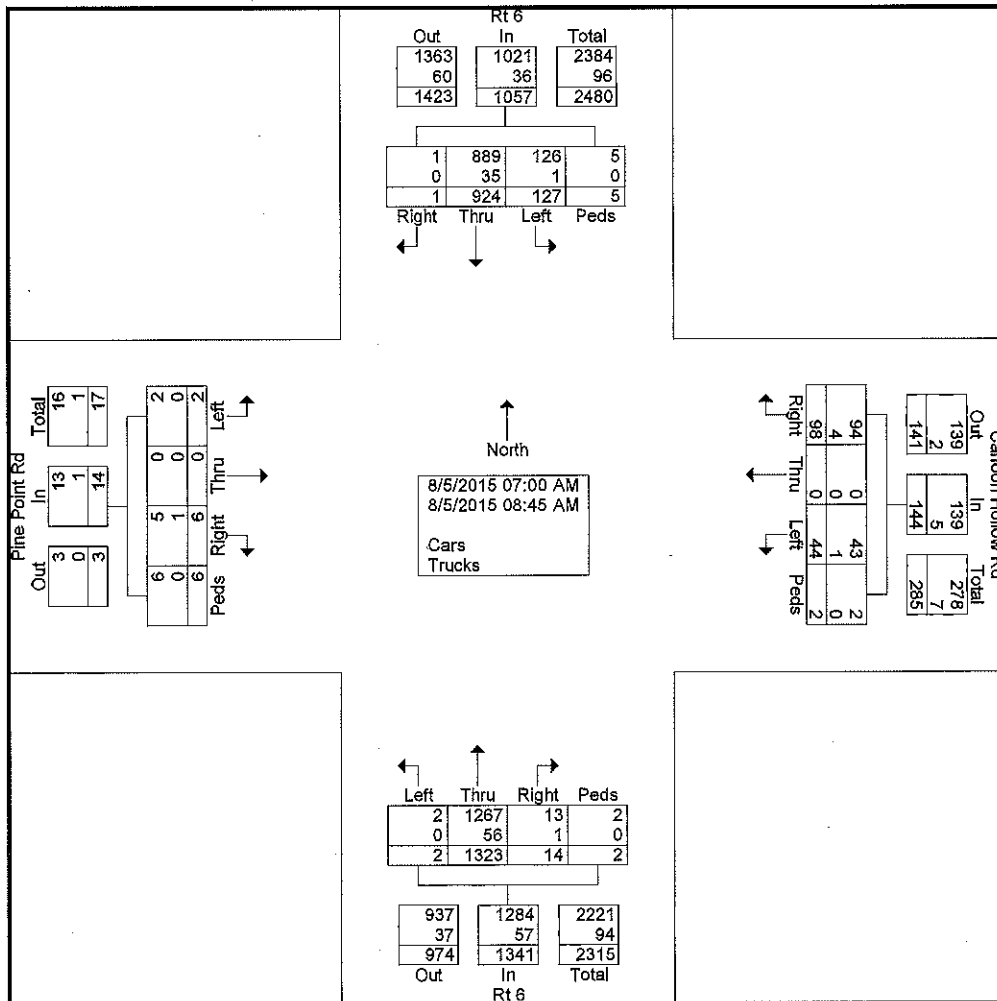 Rt 6
Out In Total
1363 1021 2384
60 36 96
1423 1057 2480
1 889 126 5
0 35 1 0
1 924 127 5
Right Thru Left Peds
Pine Point Rd
Total In Out
16 13 3
1 1 0
17 14 3
2 0 5 6
0 0 1 0
2 0 6 6
Left Thru Right Peds
North
8/5/2015 07:00 AM
8/5/2015 08:45 AM
Cars
Trucks
Right Thru Left Peds
94 0 43 2
4 0 1 0
98 0 44 2
Out In Total
139 139 278
2 5 7
141 144 285
Hollow Rd
Left Thru Right Peds
2 1267 13 2
0 56 1 0
2 1323 14 2
937 1284 2221
37 57 94
974 1341 2315
Out In Total
Rt 6